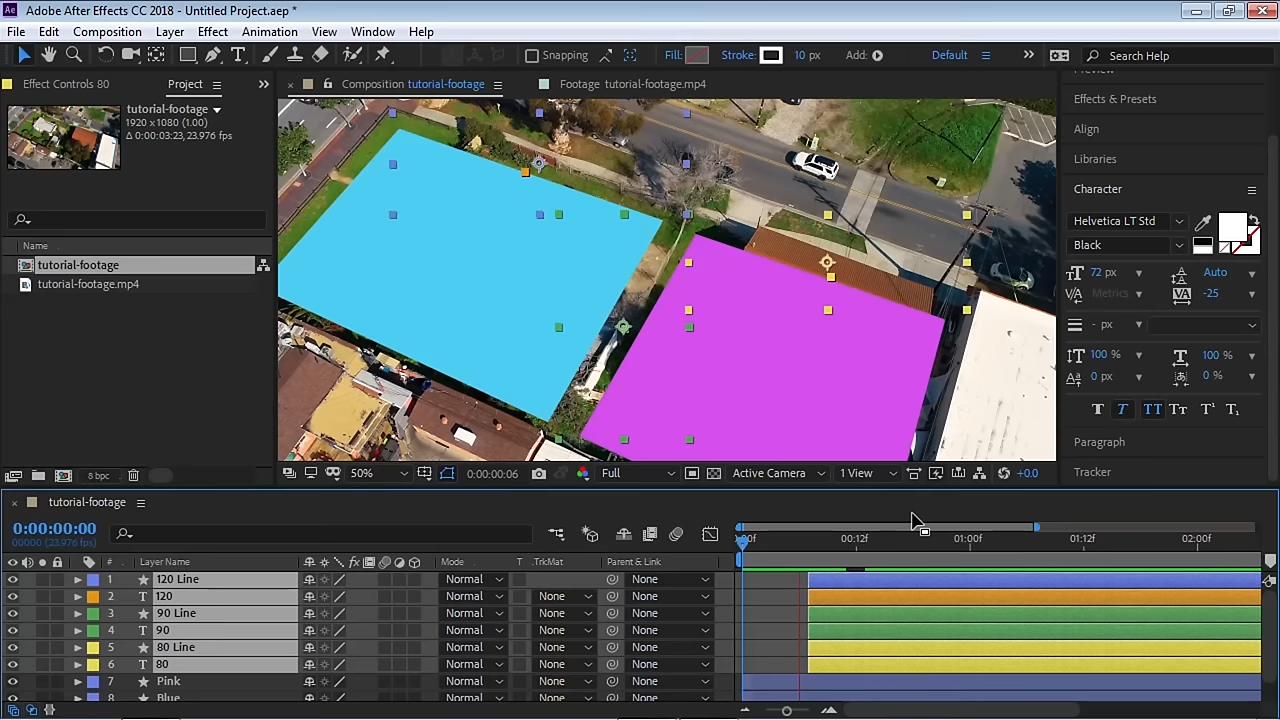 Ae Adobe After Effects CC 2018 - Untitled Project.aep *
File Edit Composition Layer Effect Animation View Window Help
T Snapping Fill: Stroke: 10 px Add: Default Search Help
Effect Controls 80 Project Composition tutorial-footage Footage tutorial-footage.mp4
Effects & Presets
Align
Libraries
Character
tutorial-footage
1920 x 1080 (1.00)
Δ 0:00:03:23, 23.976 fps
Name
tutorial-footage
tutorial-footage.mp4
Helvetica LT Std
Black
72 px Auto
Metrics -25
- px
100 % 100 %
0 px 0 %
T T TT Tт T¹ T₁
Paragraph
Tracker
8 bpc 50% 0:00:00:06 Full Active Camera 1 View +0.0
tutorial-footage
0:00:00:00
00000 (23.976 fps)
:00f 00:12f 01:00f 01:12f 02:00f
# Layer Name fx Mode T .TrkMat Parent & Link
1 120 Line Normal None
2 T 120 Normal None None
3 90 Line Normal None None
4 T 90 Normal None None
5 80 Line Normal None None
6 T 80 Normal None None
7 Pink Normal None None
8 Blue Normal None None